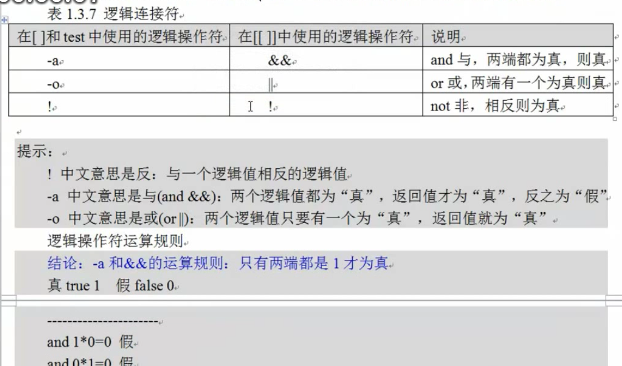 表 1.3.7 逻辑连接符
在[ ]和 test 中使用的逻辑操作符 在[[ ]]中使用的逻辑操作符 说明
-a && and 与，两端都为真，则真
-o || or 或，两端有一个为真则真
! ! not 非，相反则为真
提示：
! 中文意思是反：与一个逻辑值相反的逻辑值
-a 中文意思是与(and &&)：两个逻辑值都为“真”，返回值才为“真”，反之为“假”
-o 中文意思是或(or ||)：两个逻辑值只要有一个为“真”，返回值就为“真”
逻辑操作符运算规则
结论：-a 和&&的运算规则：只有两端都是 1 才为真
真 true 1 假 false 0
----------------------
and 1*0=0 假
and 0*1=0 假